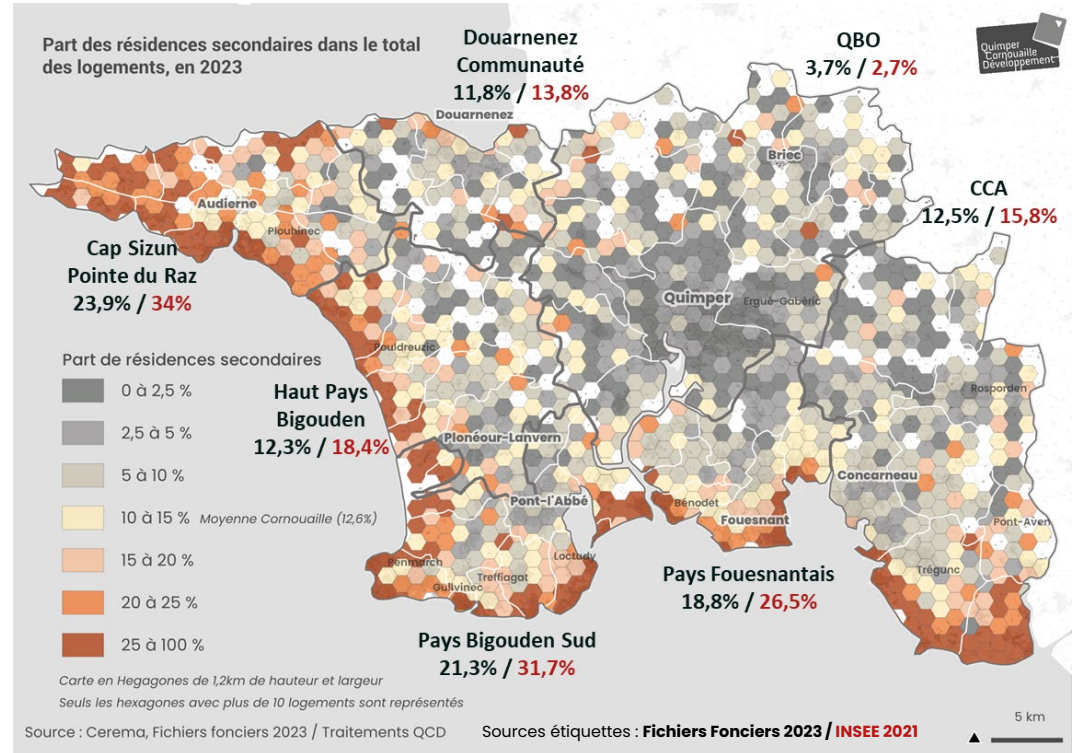 Part des résidences secondaires dans le total
des logements, en 2023
Douarnenez
Communauté
11,8% / 13,8%
QBO
3,7% / 2,7%
Quimper
Cornouaille
Développement
Douarnenez
Briec
CCA
12,5% / 15,8%
Audierne
Plouhinec
Cap Sizun
Pointe du Raz
23,9% / 34%
Quimper
Ergué-Gabéric
Pouldreuzic
Part de résidences secondaires
0 à 2,5 %
2,5 à 5 %
5 à 10 %
10 à 15 % Moyenne Cornouaille (12,6%)
15 à 20 %
20 à 25 %
25 à 100 %
Haut Pays
Bigouden
12,3% / 18,4%
Rosporden
Plonéour-Lanvern
Concarneau
Pont-l'Abbé
Bénodet
Fouesnant
Pont-Aven
Loctudy
Penmarch
Treffiagat
Guilvinec
Trégunc
Pays Fouesnantais
18,8% / 26,5%
Pays Bigouden Sud
21,3% / 31,7%
Carte en Hegagones de 1,2km de hauteur et largeur
Seuls les hexagones avec plus de 10 logements sont représentés
5 km
Source : Cerema, Fichiers fonciers 2023 / Traitements QCD
Sources étiquettes : Fichiers Fonciers 2023 / INSEE 2021